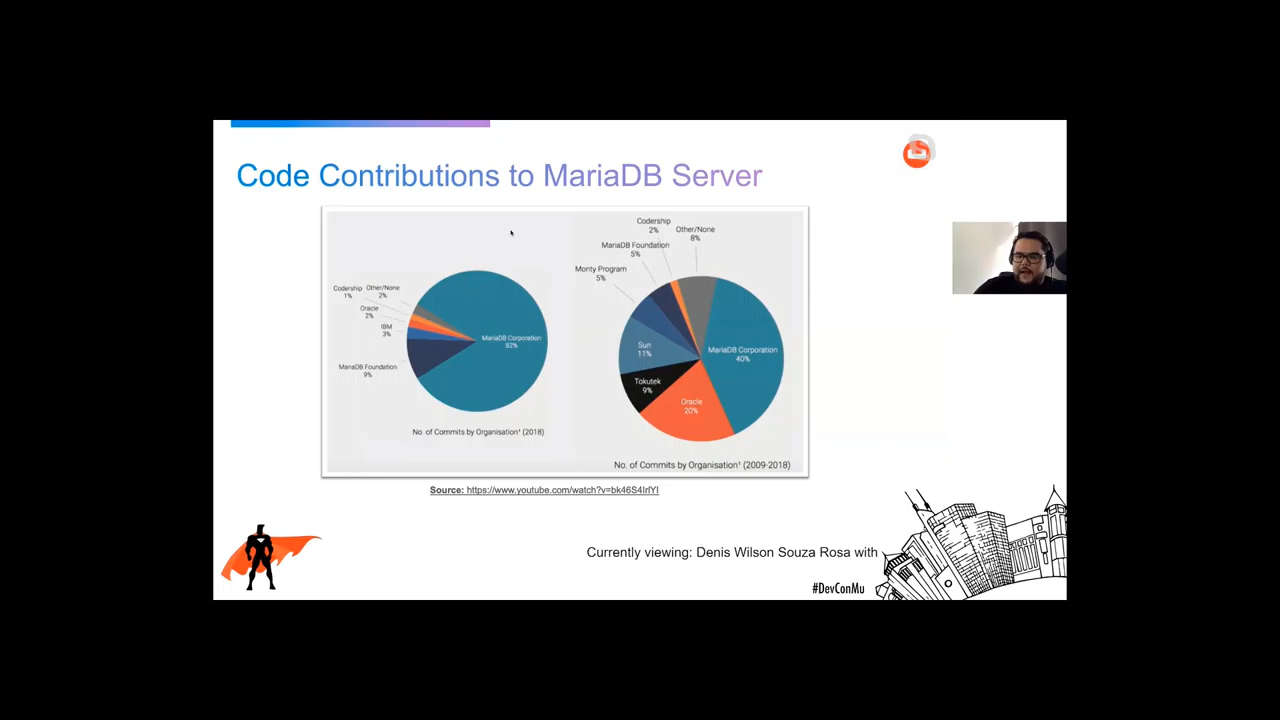 Code Contributions to MariaDB Server
Codership
1%
Other/None
2%
Oracle
2%
IBM
3%
MariaDB Foundation
9%
MariaDB Corporation
82%
No. of Commits by Organisation¹ (2018)
Codership
2%
Other/None
8%
MariaDB Foundation
5%
Monty Program
5%
Sun
11%
Tokutek
9%
Oracle
20%
MariaDB Corporation
40%
No. of Commits by Organisation¹ (2009-2018)
Source: https://www.youtube.com/watch?v=bk46S4IrlYI
Currently viewing: Denis Wilson Souza Rosa with
#DevConMu